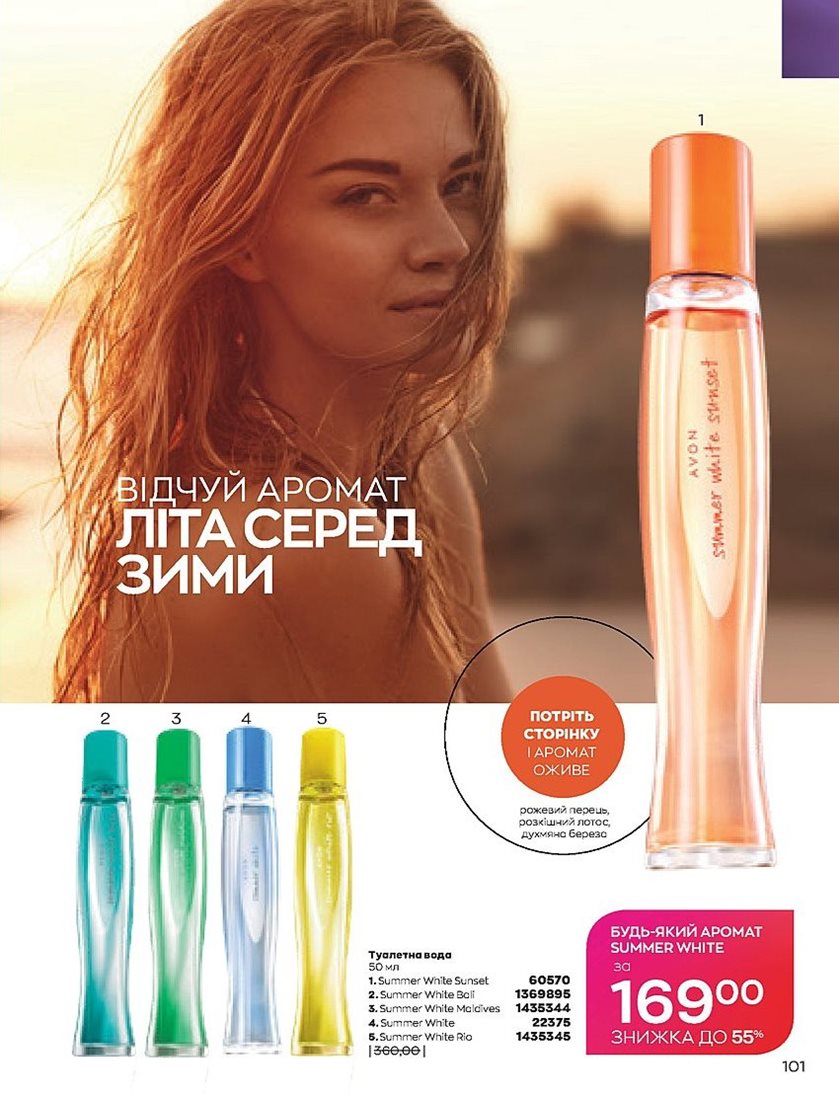 1
AVON
summer white sunset
ВІДЧУЙ АРОМАТ
ЛІТА СЕРЕД
ЗИМИ
2 3 4 5
ПОТРІТЬ
СТОРІНКУ
І АРОМАТ
ОЖИВЕ
рожевий перець,
розкішний лотос,
духмяна береза
Туалетна вода
50 мл
1. Summer White Sunset 60570
2. Summer White Bali 1369895
3. Summer White Maldives 1435344
4. Summer White 22375
5. Summer White Rio 1435345
| 360,00 |
БУДЬ-ЯКИЙ АРОМАТ
SUMMER WHITE
за
169⁰⁰
ЗНИЖКА ДО 55%
101